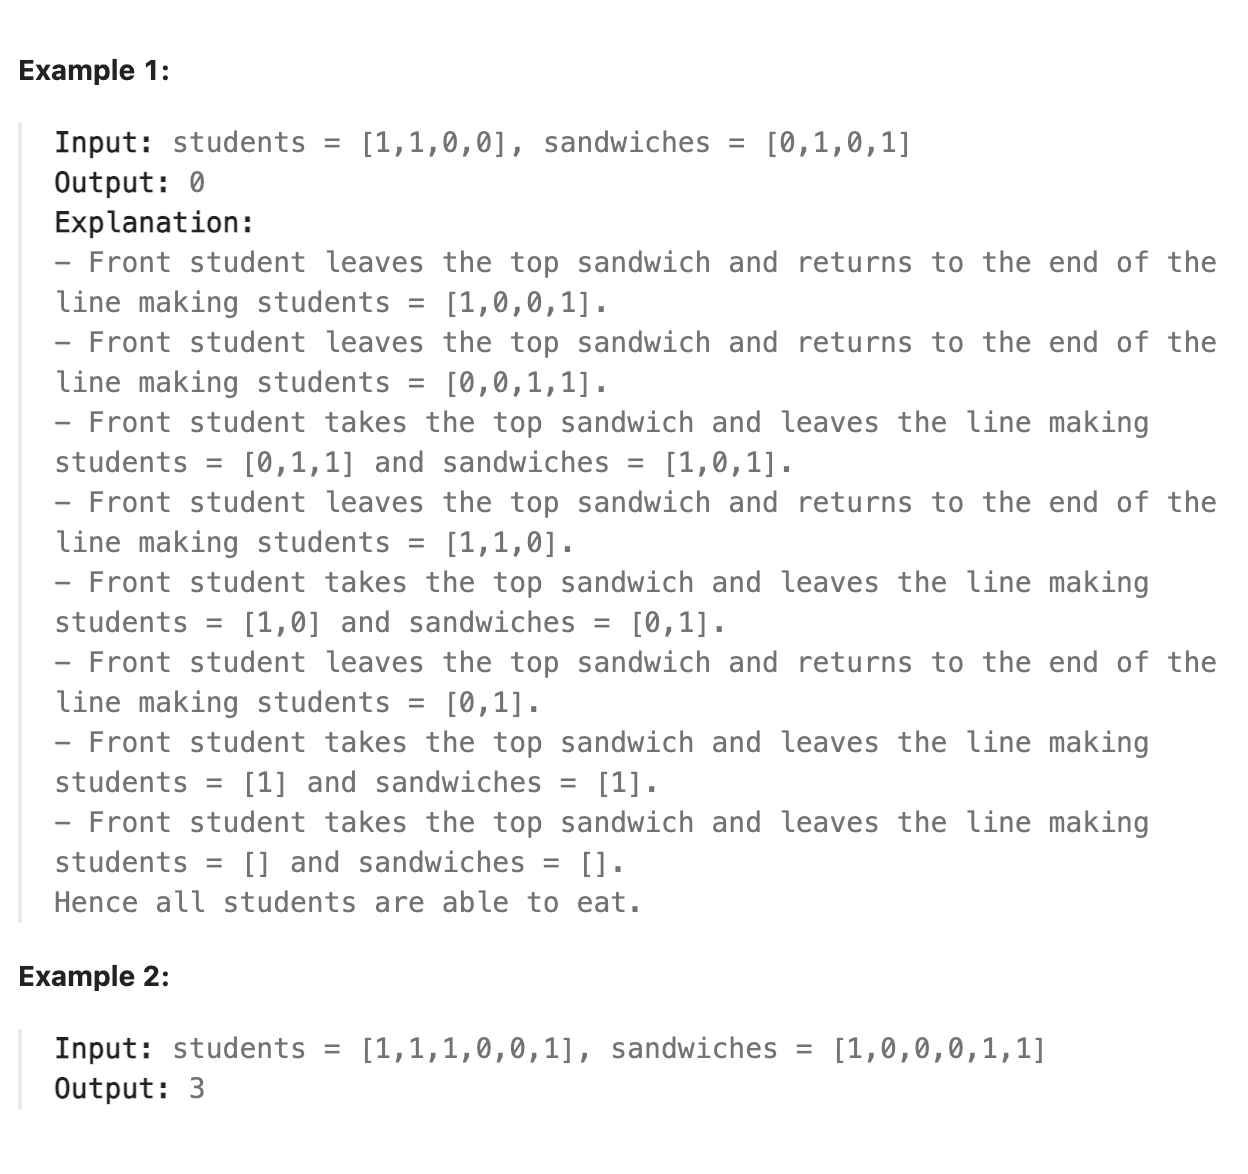 Example 1:
Input: students = [1,1,0,0], sandwiches = [0,1,0,1]
Output: 0
Explanation:
– Front student leaves the top sandwich and returns to the end of the
line making students = [1,0,0,1].
– Front student leaves the top sandwich and returns to the end of the
line making students = [0,0,1,1].
– Front student takes the top sandwich and leaves the line making
students = [0,1,1] and sandwiches = [1,0,1].
– Front student leaves the top sandwich and returns to the end of the
line making students = [1,1,0].
– Front student takes the top sandwich and leaves the line making
students = [1,0] and sandwiches = [0,1].
– Front student leaves the top sandwich and returns to the end of the
line making students = [0,1].
– Front student takes the top sandwich and leaves the line making
students = [1] and sandwiches = [1].
– Front student takes the top sandwich and leaves the line making
students = [] and sandwiches = [].
Hence all students are able to eat.
Example 2:
Input: students = [1,1,1,0,0,1], sandwiches = [1,0,0,0,1,1]
Output: 3